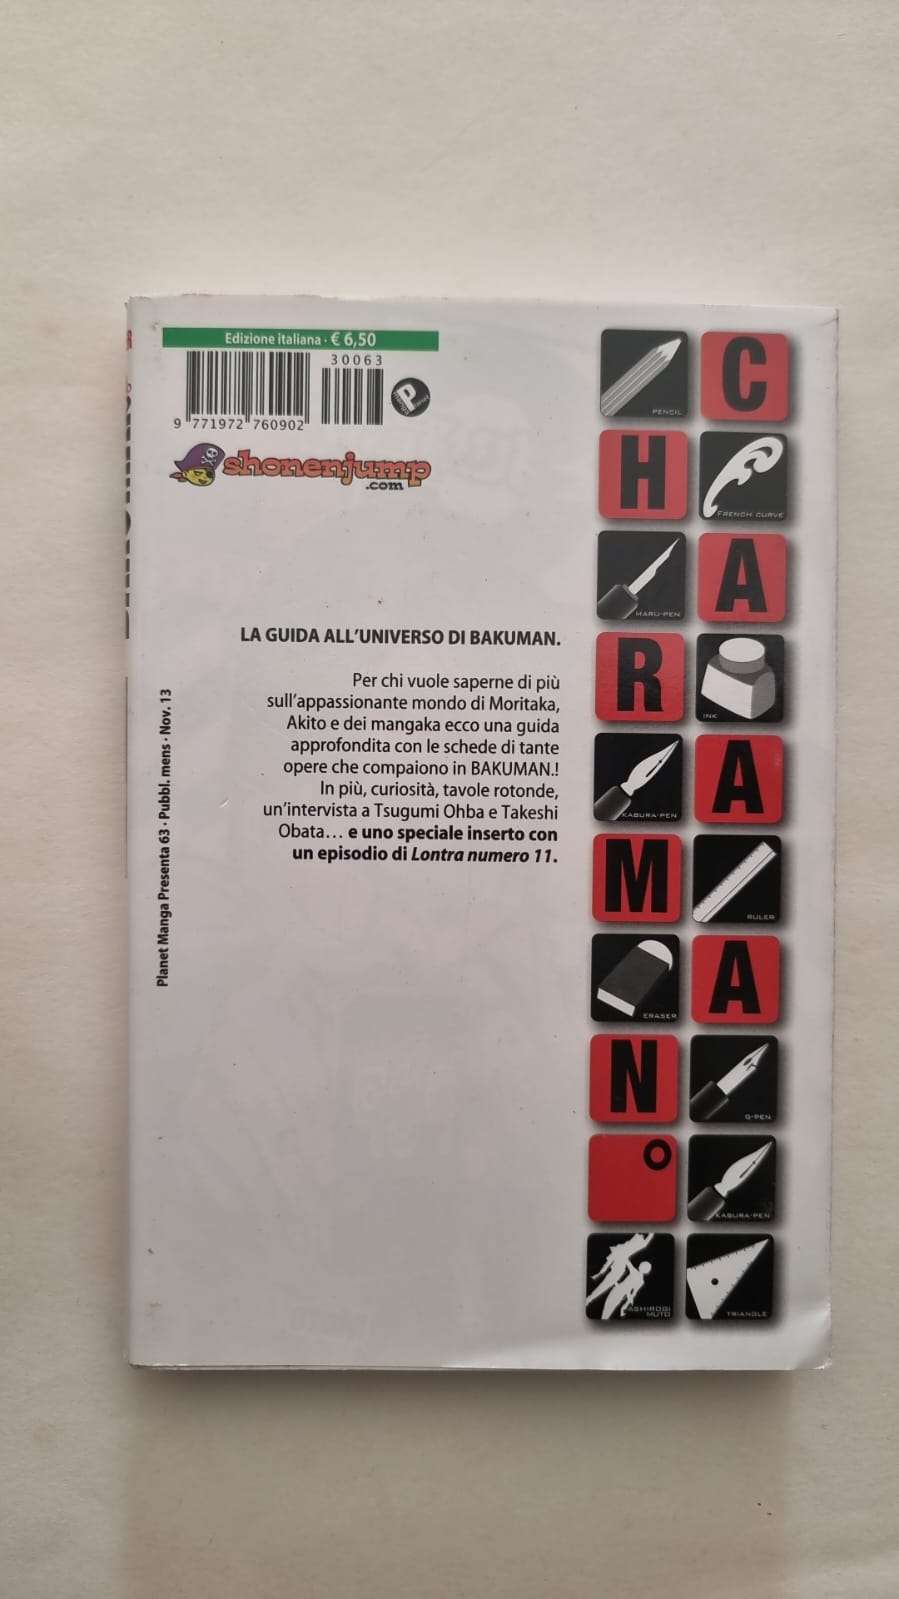 Edizione italiana · € 6,50
30063
9 771972 760902
P
shonenjump
.com
LA GUIDA ALL'UNIVERSO DI BAKUMAN.
Per chi vuole saperne di più
sull'appassionante mondo di Moritaka,
Akito e dei mangaka ecco una guida
approfondita con le schede di tante
opere che compaiono in BAKUMAN.!
In più, curiosità, tavole rotonde,
un'intervista a Tsugumi Ohba e Takeshi
Obata... e uno speciale inserto con
un episodio di Lontra numero 11.
Planet Manga Presenta 63 · Pubbl. mens · Nov. 13
PENCIL
C
H
FRENCH CURVE
MARU-PEN
A
R
INK
KABURA-PEN
A
M
RULER
ERASER
A
N
G-PEN
KABURA-PEN
ASHIROGI
MUTO
TRIANGLE